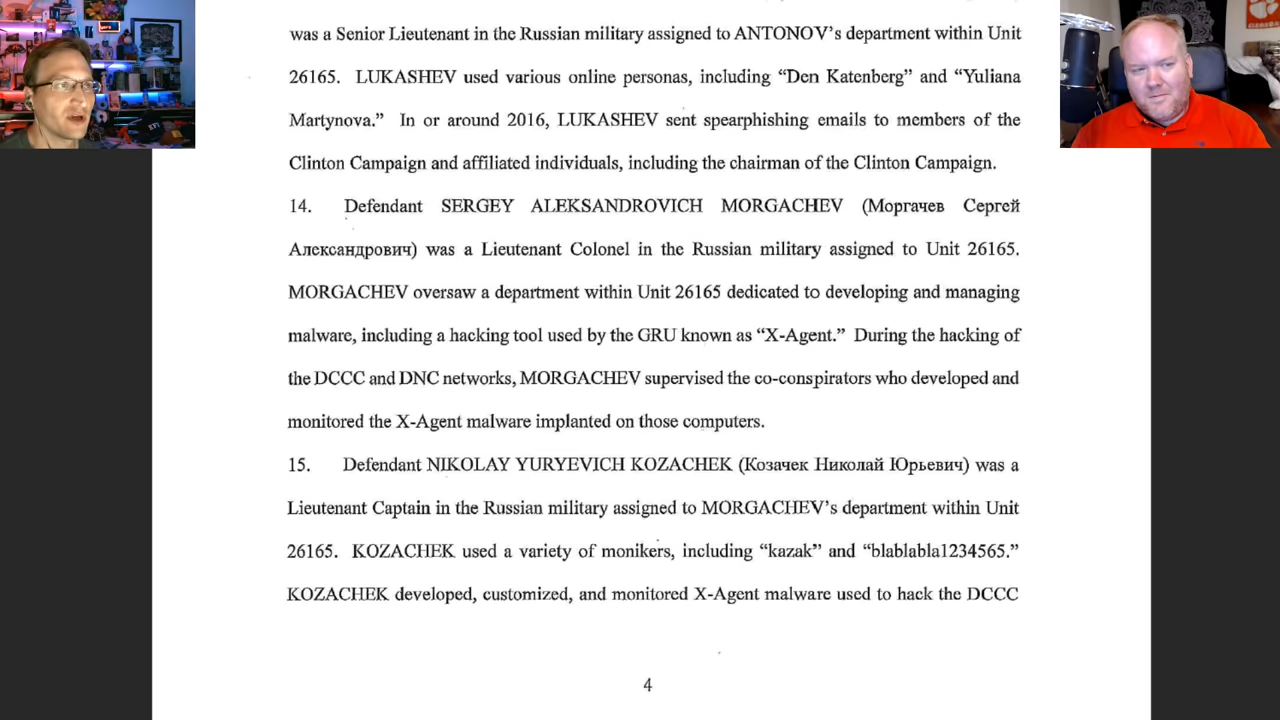 was a Senior Lieutenant in the Russian military assigned to ANTONOV’s department within Unit
26165. LUKASHEV used various online personas, including “Den Katenberg” and “Yuliana
Martynova.” In or around 2016, LUKASHEV sent spearphishing emails to members of the
Clinton Campaign and affiliated individuals, including the chairman of the Clinton Campaign.
14. Defendant SERGEY ALEKSANDROVICH MORGACHEV (Моргачев Сергей
Александрович) was a Lieutenant Colonel in the Russian military assigned to Unit 26165.
MORGACHEV oversaw a department within Unit 26165 dedicated to developing and managing
malware, including a hacking tool used by the GRU known as “X-Agent.” During the hacking of
the DCCC and DNC networks, MORGACHEV supervised the co-conspirators who developed and
monitored the X-Agent malware implanted on those computers.
15. Defendant NIKOLAY YURYEVICH KOZACHEK (Козачек Николай Юрьевич) was a
Lieutenant Captain in the Russian military assigned to MORGACHEV’s department within Unit
26165. KOZACHEK used a variety of monikers, including “kazak” and “blablabla1234565.”
KOZACHEK developed, customized, and monitored X-Agent malware used to hack the DCCC
4